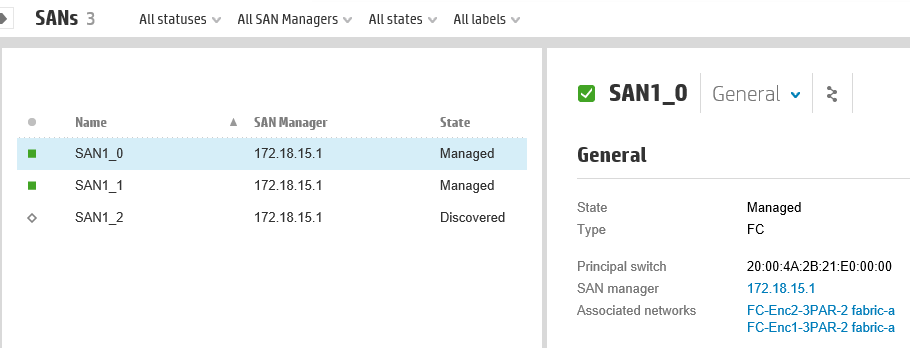 SANs 3 All statuses All SAN Managers All states All labels
Name SAN Manager State
SAN1_0 172.18.15.1 Managed
SAN1_1 172.18.15.1 Managed
SAN1_2 172.18.15.1 Discovered
SAN1_0 General
General
State Managed
Type FC
Principal switch 20:00:4A:2B:21:E0:00:00
SAN manager 172.18.15.1
Associated networks FC-Enc2-3PAR-2 fabric-a
FC-Enc1-3PAR-2 fabric-a